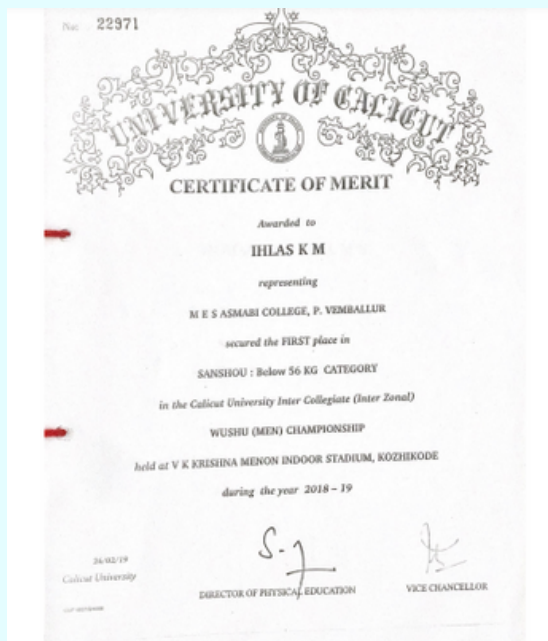 No: 22971
UNIVERSITY OF CALICUT
CERTIFICATE OF MERIT
Awarded to
IHLAS K M
representing
M E S ASMABI COLLEGE, P. VEMBALLUR
secured the FIRST place in
SANSHOU : Below 56 KG CATEGORY
in the Calicut University Inter Collegiate (Inter Zonal)
WUSHU (MEN) CHAMPIONSHIP
held at V K KRISHNA MENON INDOOR STADIUM, KOZHIKODE
during the year 2018 – 19
26/02/19
Calicut University
DIRECTOR OF PHYSICAL EDUCATION
VICE CHANCELLOR